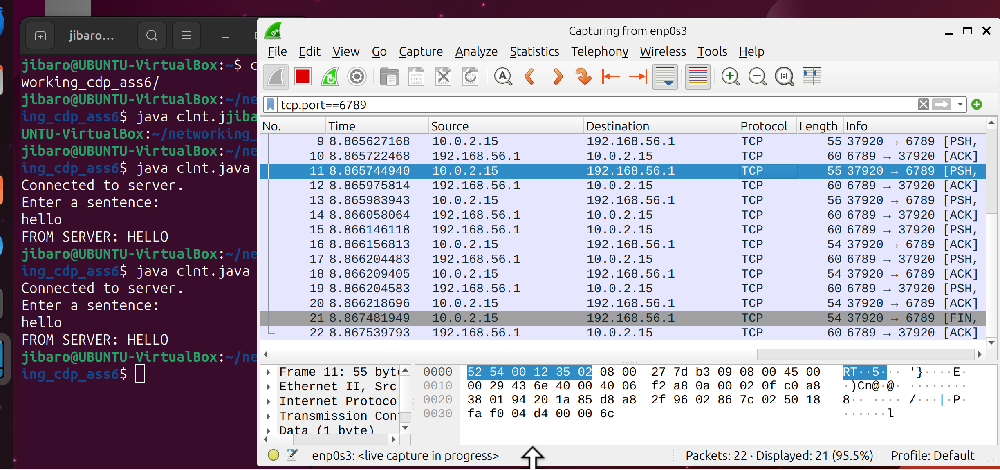 jibaro...
jibaro@UBUNTU-VirtualBox:~$ c
working_cdp_ass6/
jibaro@UBUNTU-VirtualBox:~/ne
ing_cdp_ass6$ java clnt.jjiba
UNTU-VirtualBox:~/networking_
jibaro@UBUNTU-VirtualBox:~/ne
ing_cdp_ass6$ java clnt.java
Connected to server.
Enter a sentence:
hello
FROM SERVER: HELLO
jibaro@UBUNTU-VirtualBox:~/ne
ing_cdp_ass6$ java clnt.java
Connected to server.
Enter a sentence:
hello
FROM SERVER: HELLO
jibaro@UBUNTU-VirtualBox:~/ne
ing_cdp_ass6$
Capturing from enp0s3
File Edit View Go Capture Analyze Statistics Telephony Wireless Tools Help
tcp.port==6789
No. Time Source Destination Protocol Length Info
9 8.865627168 10.0.2.15 192.168.56.1 TCP 55 37920 → 6789 [PSH,
10 8.865722468 192.168.56.1 10.0.2.15 TCP 60 6789 → 37920 [ACK]
11 8.865744940 10.0.2.15 192.168.56.1 TCP 55 37920 → 6789 [PSH,
12 8.865975814 192.168.56.1 10.0.2.15 TCP 60 6789 → 37920 [ACK]
13 8.865983943 10.0.2.15 192.168.56.1 TCP 56 37920 → 6789 [PSH,
14 8.866058064 192.168.56.1 10.0.2.15 TCP 60 6789 → 37920 [ACK]
15 8.866146118 192.168.56.1 10.0.2.15 TCP 60 6789 → 37920 [PSH,
16 8.866156813 10.0.2.15 192.168.56.1 TCP 54 37920 → 6789 [ACK]
17 8.866204483 192.168.56.1 10.0.2.15 TCP 60 6789 → 37920 [PSH,
18 8.866209405 10.0.2.15 192.168.56.1 TCP 54 37920 → 6789 [ACK]
19 8.866204583 192.168.56.1 10.0.2.15 TCP 60 6789 → 37920 [PSH,
20 8.866218696 10.0.2.15 192.168.56.1 TCP 54 37920 → 6789 [ACK]
21 8.867481949 10.0.2.15 192.168.56.1 TCP 54 37920 → 6789 [FIN,
22 8.867539793 192.168.56.1 10.0.2.15 TCP 60 6789 → 37920 [ACK]
Frame 11: 55 byte
Ethernet II, Src
Internet Protoco
Transmission Cont
Data (1 byte)
0000 52 54 00 12 35 02 08 00 27 7d b3 09 08 00 45 00 RT··5··· '}····E·
0010 00 29 43 6e 40 00 40 06 f2 a8 0a 00 02 0f c0 a8 ·)Cn@·@· ········
0020 38 01 94 20 1a 85 d8 a8 2f 96 02 86 7c 02 50 18 8·· ···· /···|·P·
0030 fa f0 04 d4 00 00 6c ······l
enp0s3: <live capture in progress>
Packets: 22 · Displayed: 21 (95.5%)
Profile: Default